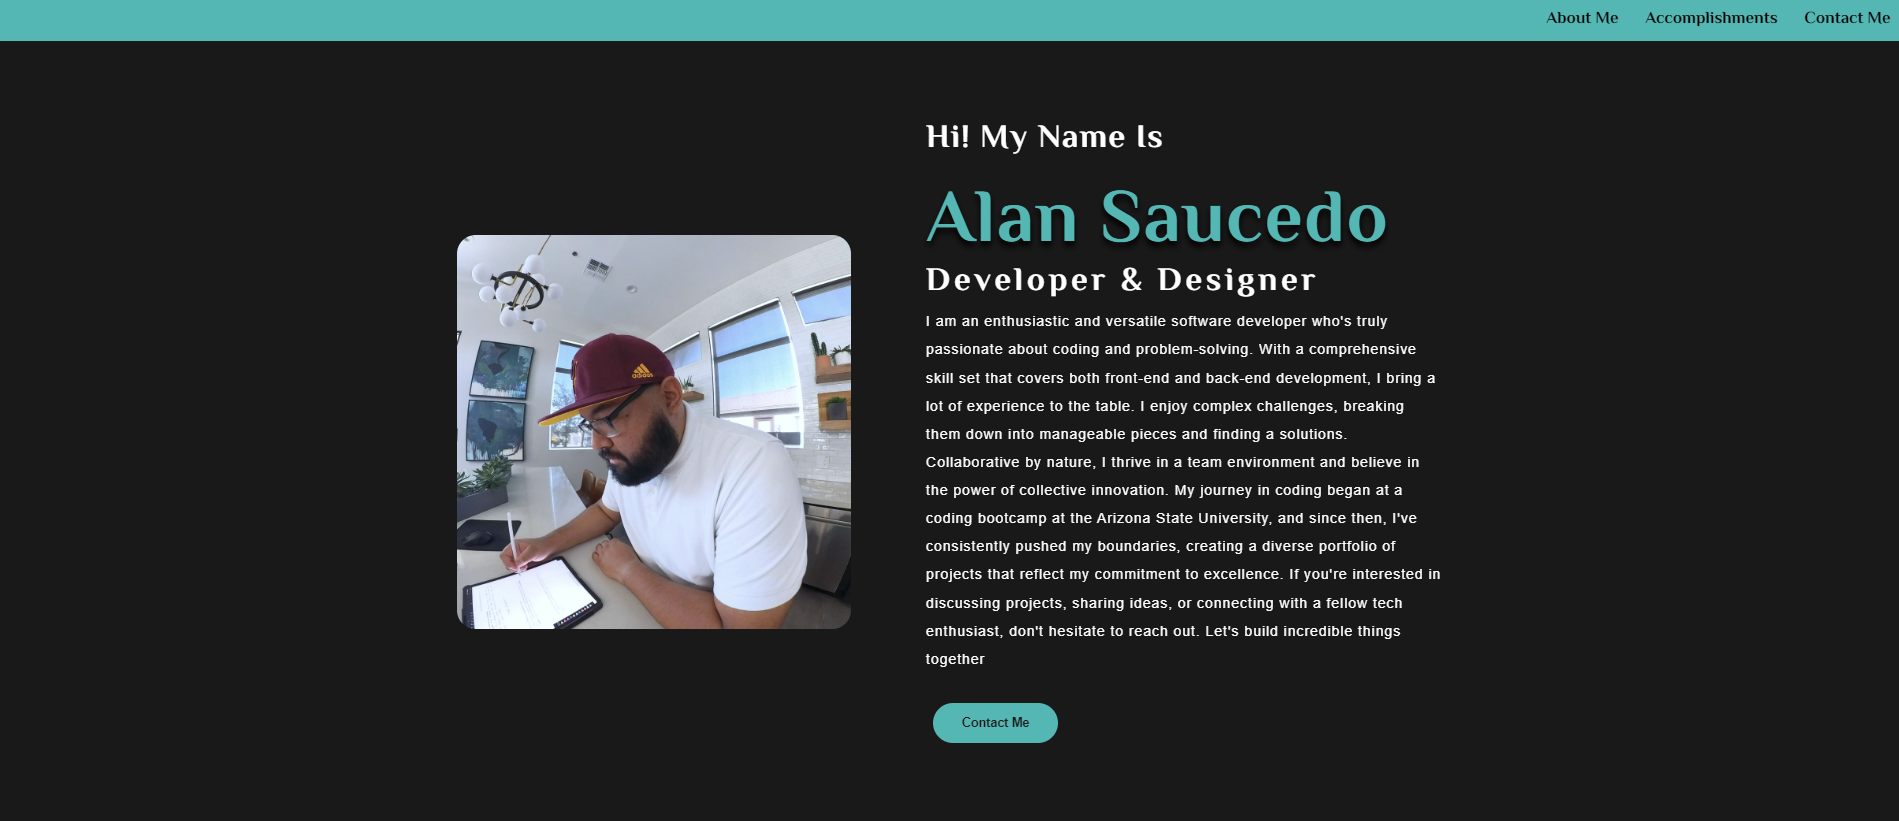 About Me Accomplishments Contact Me
Hi! My Name Is
Alan Saucedo
Developer & Designer
I am an enthusiastic and versatile software developer who's truly
passionate about coding and problem-solving. With a comprehensive
skill set that covers both front-end and back-end development, I bring a
lot of experience to the table. I enjoy complex challenges, breaking
them down into manageable pieces and finding a solutions.
Collaborative by nature, I thrive in a team environment and believe in
the power of collective innovation. My journey in coding began at a
coding bootcamp at the Arizona State University, and since then, I've
consistently pushed my boundaries, creating a diverse portfolio of
projects that reflect my commitment to excellence. If you're interested in
discussing projects, sharing ideas, or connecting with a fellow tech
enthusiast, don't hesitate to reach out. Let's build incredible things
together
Contact Me
adidas